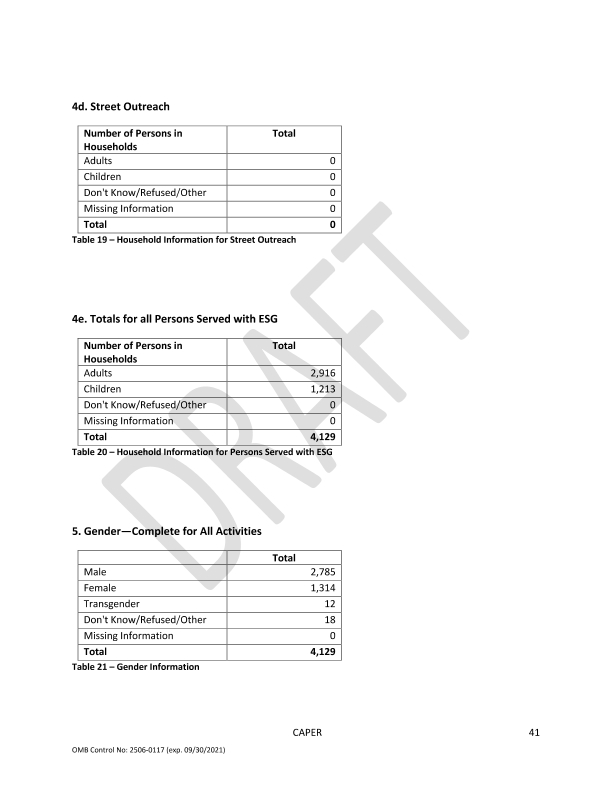 4d. Street Outreach
Number of Persons in Total
Households
Adults 0
Children 0
Don't Know/Refused/Other 0
Missing Information 0
Total 0
Table 19 – Household Information for Street Outreach
4e. Totals for all Persons Served with ESG
Number of Persons in Total
Households
Adults 2,916
Children 1,213
Don't Know/Refused/Other 0
Missing Information 0
Total 4,129
Table 20 – Household Information for Persons Served with ESG
5. Gender—Complete for All Activities
Total
Male 2,785
Female 1,314
Transgender 12
Don't Know/Refused/Other 18
Missing Information 0
Total 4,129
Table 21 – Gender Information
DRAFT
CAPER 41
OMB Control No: 2506-0117 (exp. 09/30/2021)